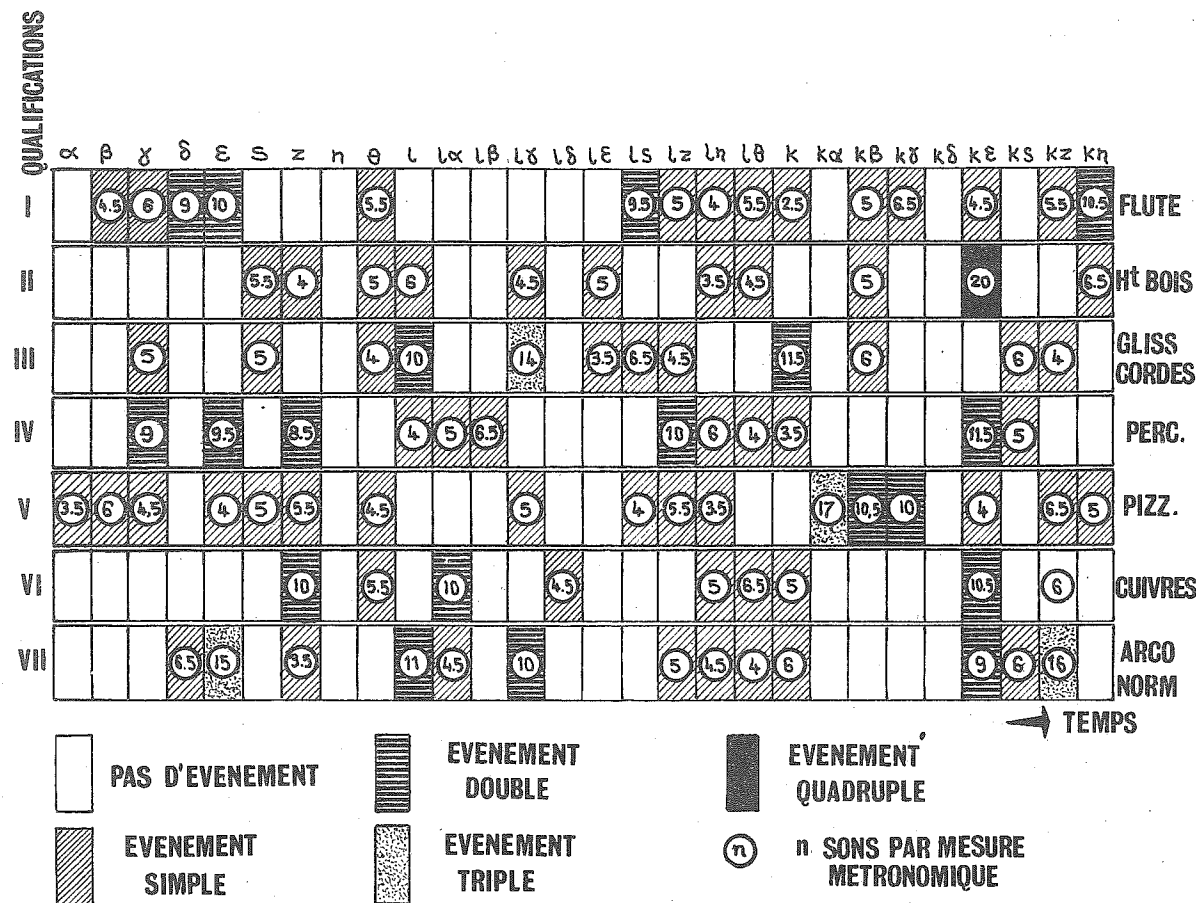 QUALIFICATIONS
α β γ δ ε S z η θ ι ια ιβ ιγ ιδ ιε ιS ιz ιη ιθ κ κα κβ κγ κδ κε κS κz κη
I 4.5 6 9 10 5.5 9.5 5 4 5.5 2.5 5 6.5 4.5 5.5 10.5 FLUTE
II 5.5 4 5 6 4.5 5 3.5 4.5 5 20 6.5 Ht BOIS
III 5 5 4 10 14 3.5 6.5 4.5 11.5 6 6 4 GLISS
CORDES
IV 9 9.5 8.5 4 5 6.5 10 6 4 3.5 11.5 5 PERC.
V 3.5 6 4,5 4 5 5.5 4.5 5 4 5.5 3.5 17 10,5 10 4 6.5 5 PIZZ.
VI 10 5.5 10 4.5 5 6.5 5 10.5 6 CUIVRES
VII 6.5 15 3.5 11 4.5 10 5 4.5 4 6 9 6 16 ARCO
NORM
TEMPS
PAS D'EVENEMENT
EVENEMENT
SIMPLE
EVENEMENT
DOUBLE
EVENEMENT
TRIPLE
EVENEMENT
QUADRUPLE
n n SONS PAR MESURE
METRONOMIQUE